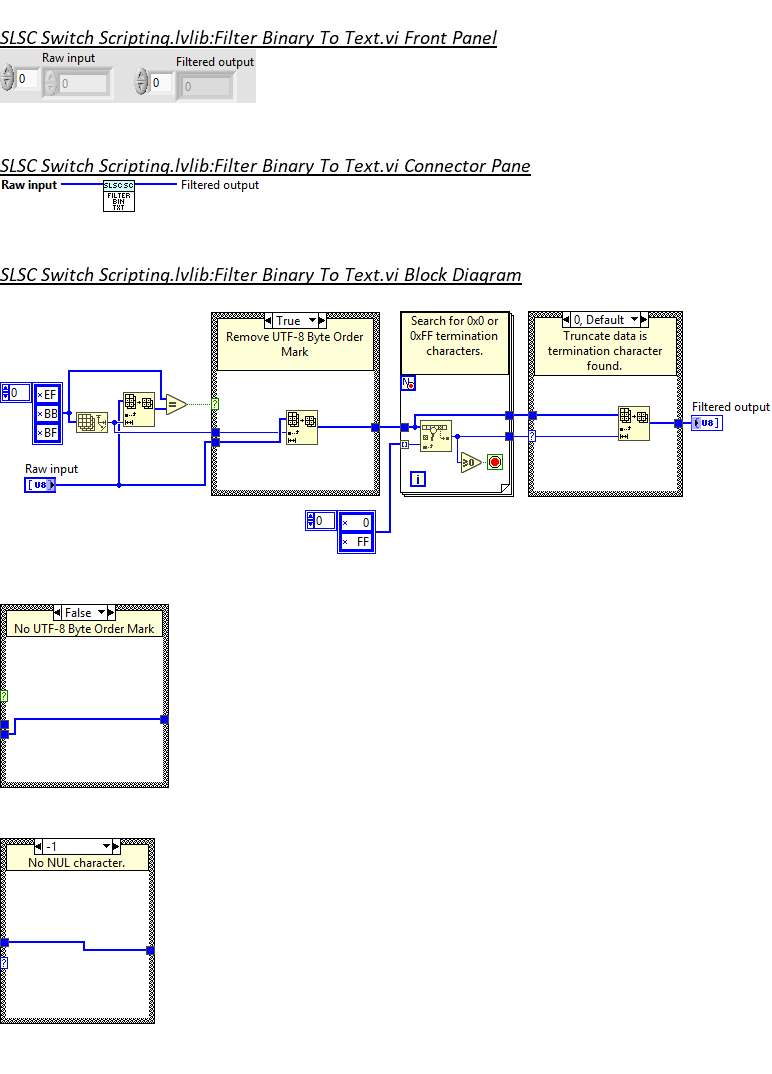 SLSC Switch Scripting.lvlib:Filter Binary To Text.vi Front Panel
Raw input
Filtered output
0
0
0
0
SLSC Switch Scripting.lvlib:Filter Binary To Text.vi Connector Pane
Raw input
SLSC SC
FILTER
BIN
TXT
Filtered output
SLSC Switch Scripting.lvlib:Filter Binary To Text.vi Block Diagram
True
Remove UTF-8 Byte Order
Mark
Search for 0x0 or
0xFF termination
characters.
0, Default
Truncate data is
termination character
found.
N
0
x EF
x BB
x BF
=
?
Filtered output
U8
?
≥0
i
Raw input
U8
0
x 0
x FF
False
No UTF-8 Byte Order Mark
?
-1
No NUL character.
?